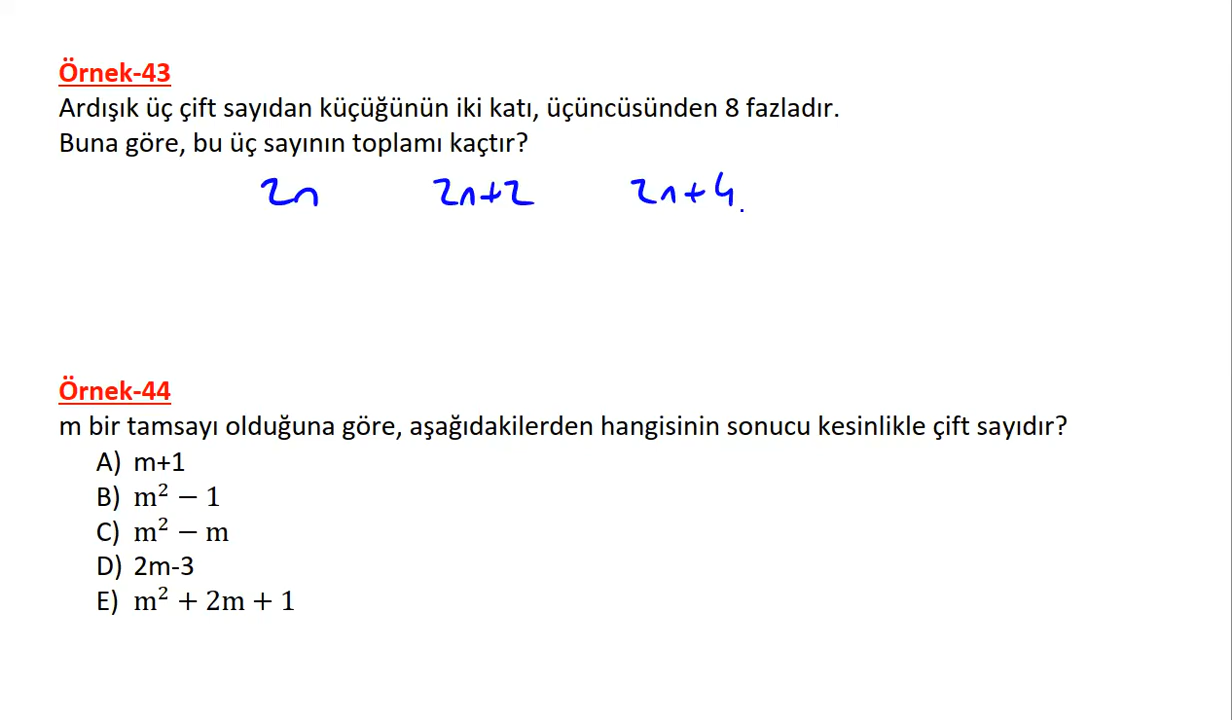 Örnek-43
Ardışık üç çift sayıdan küçüğünün iki katı, üçüncüsünden 8 fazladır.
Buna göre, bu üç sayının toplamı kaçtır?
2n 2n+2 2n+4
Örnek-44
m bir tamsayı olduğuna göre, aşağıdakilerden hangisinin sonucu kesinlikle çift sayıdır?
A) m+1
B) m² − 1
C) m² − m
D) 2m-3
E) m² + 2m + 1